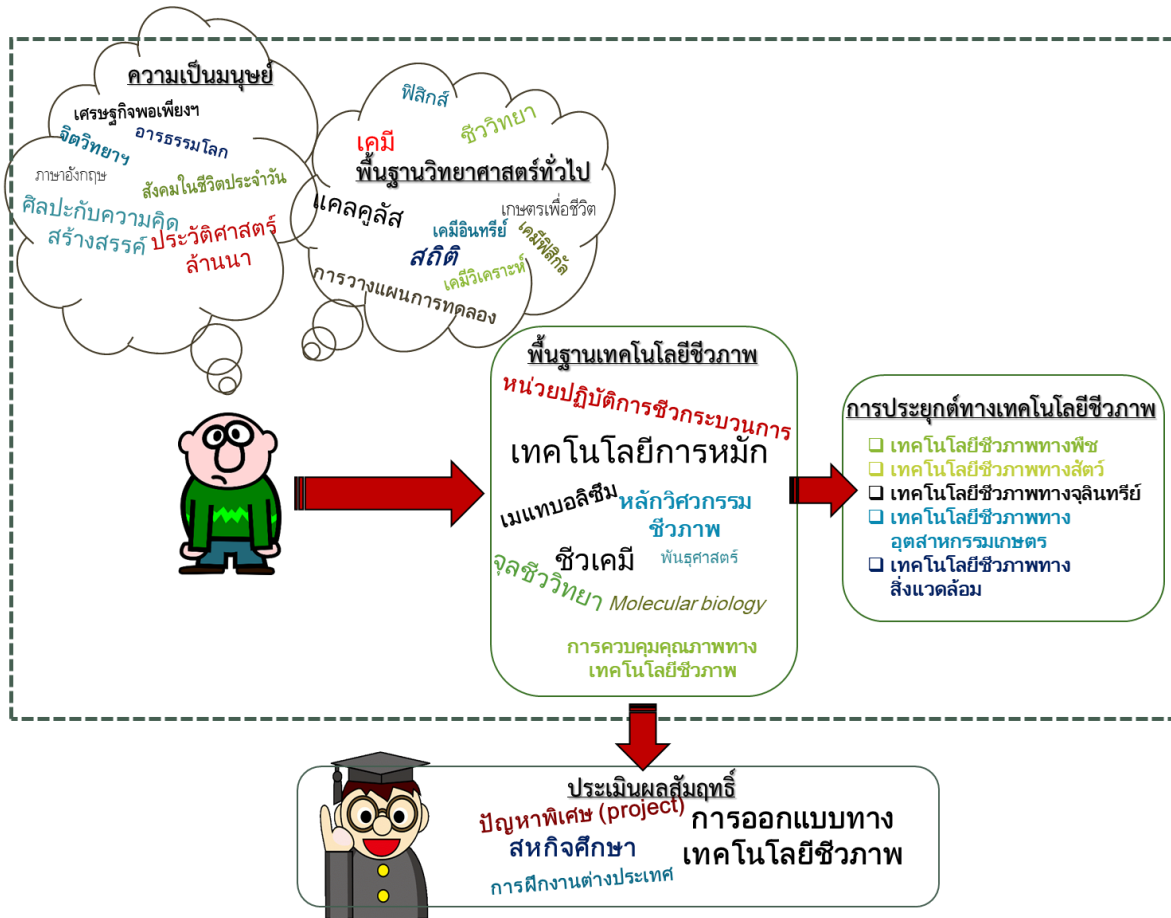 ความเป็นมนุษย์
เศรษฐกิจพอเพียงฯ
จิตวิทยาฯ
อารธรรมโลก
ภาษาอังกฤษ
สังคมในชีวิตประจำวัน
ศิลปะกับความคิด
สร้างสรรค์
ประวัติศาสตร์
ล้านนา
ฟิสิกส์
ชีววิทยา
เคมี
พื้นฐานวิทยาศาสตร์ทั่วไป
แคลคูลัส
เกษตรเพื่อชีวิต
เคมีอินทรีย์
เคมีฟิสิกัล
สถิติ
เคมีวิเคราะห์
การวางแผนการทดลอง
พื้นฐานเทคโนโลยีชีวภาพ
หน่วยปฏิบัติการชีวกระบวนการ
เทคโนโลยีการหมัก
เมแทบอลิซึม
หลักวิศวกรรม
ชีวภาพ
ชีวเคมี
พันธุศาสตร์
จุลชีววิทยา
Molecular biology
การควบคุมคุณภาพทาง
เทคโนโลยีชีวภาพ
การประยุกต์ทางเทคโนโลยีชีวภาพ
เทคโนโลยีชีวภาพทางพืช
เทคโนโลยีชีวภาพทางสัตว์
เทคโนโลยีชีวภาพทางจุลินทรีย์
เทคโนโลยีชีวภาพทาง
อุตสาหกรรมเกษตร
เทคโนโลยีชีวภาพทาง
สิ่งแวดล้อม
ประเมินผลสัมฤทธิ์
ปัญหาพิเศษ (project)
สหกิจศึกษา
การฝึกงานต่างประเทศ
การออกแบบทาง
เทคโนโลยีชีวภาพ